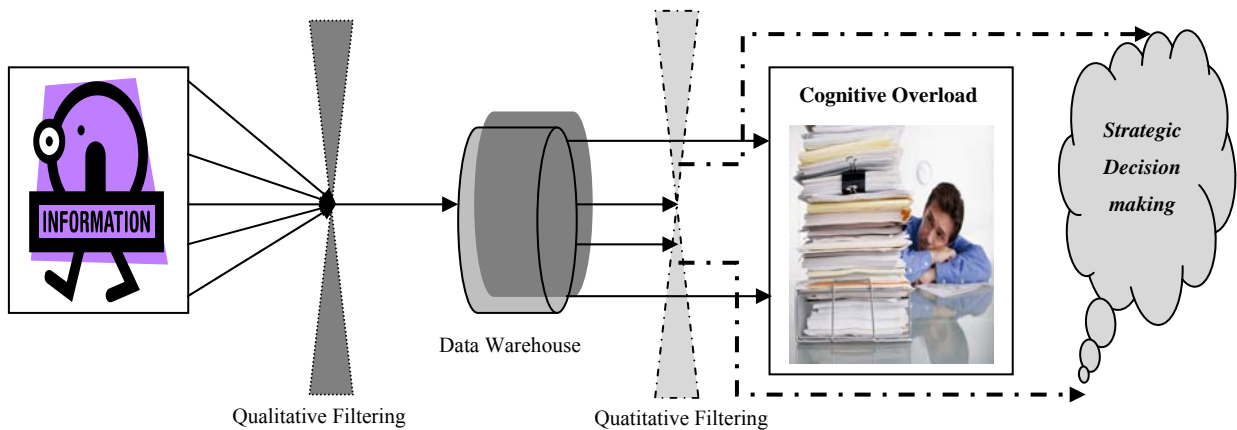 INFORMATION
Qualitative Filtering
Data Warehouse
Quatitative Filtering
Cognitive Overload
Strategic
Decision
making